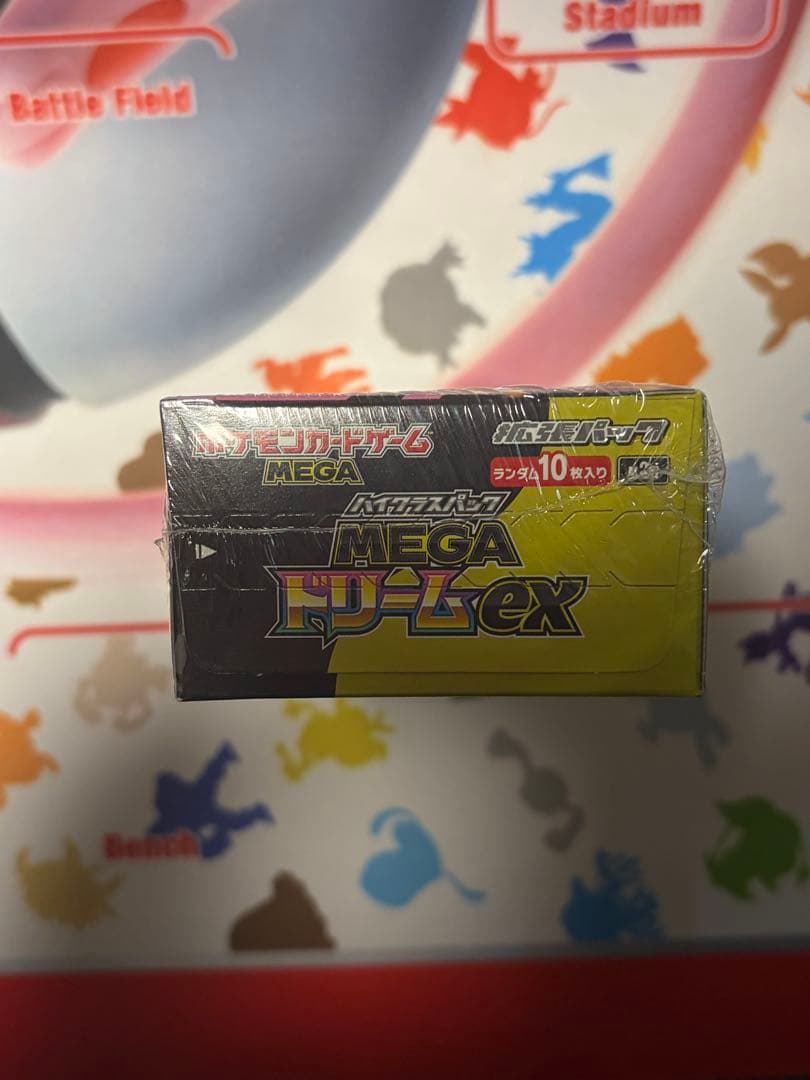 Stadium
Battle Field
ポケモンカードゲーム
MEGA
拡張パック
ランダム10枚入り
ハイクラスパック
MEGA
ドリームex
Bench